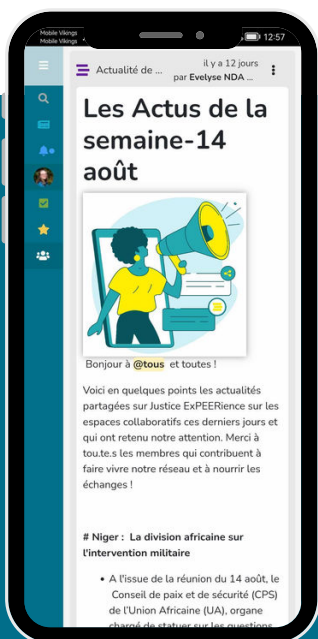 Mobile Vikings
Mobile Vikings
12:57
Actualité de ...
il y a 12 jours
par Evelyse NDA ...
Les Actus de la
semaine-14
août
Bonjour à @tous et toutes !
Voici en quelques points les actualités
partagées sur Justice ExPEERience sur les
espaces collaboratifs ces derniers jours et
qui ont retenu notre attention. Merci à
tou.te.s les membres qui contribuent à
faire vivre notre réseau et à nourrir les
échanges !
# Niger : La division africaine sur
l'intervention militaire
• A l'issue de la réunion du 14 août, le
Conseil de paix et de sécurité (CPS)
de l'Union Africaine (UA), organe
chargé de statuer sur les questions